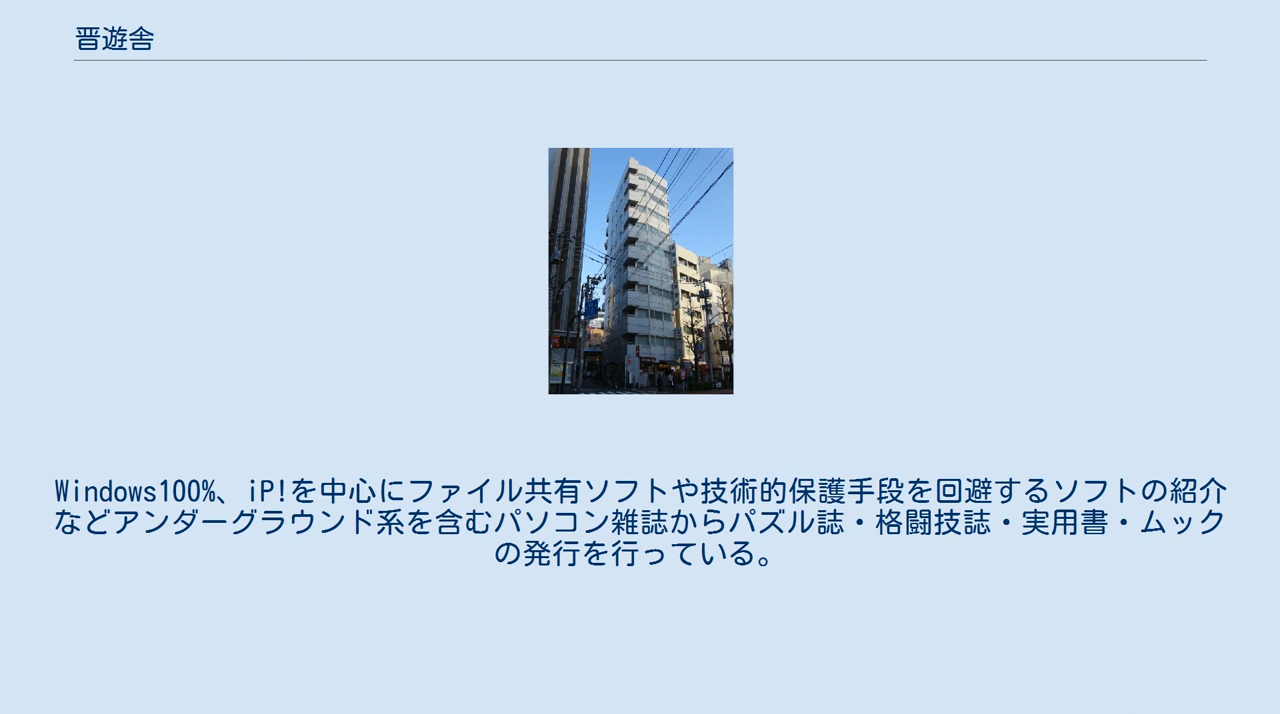 晋遊舎
Windows100%、iP!を中心にファイル共有ソフトや技術的保護手段を回避するソフトの紹介
などアンダーグラウンド系を含むパソコン雑誌からパズル誌・格闘技誌・実用書・ムック
の発行を行っている。